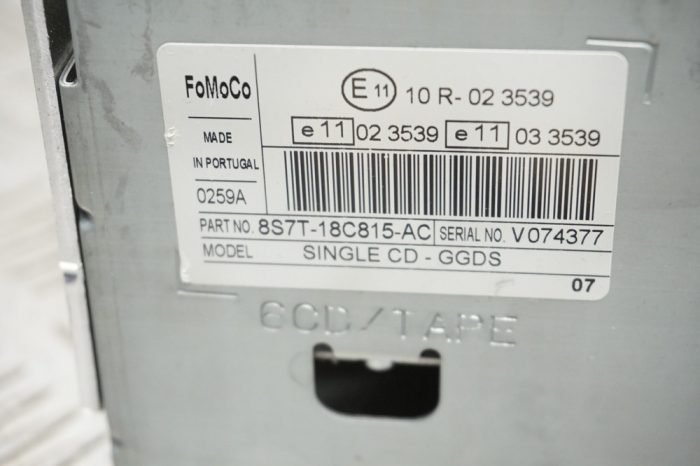 FoMoCo
E 11 10 R- 02 3539
e 11 02 3539 e 11 03 3539
MADE
IN PORTUGAL
0259A
PART NO. 8S7T-18C815-AC SERIAL NO. V074377
MODEL SINGLE CD - GGDS
07
6CD/TAPE